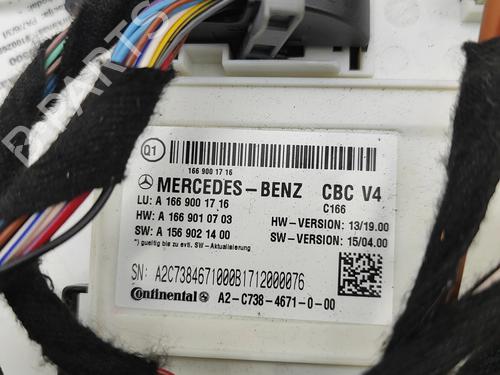 B-PARTS
Q1
166 900 17 16
MERCEDES-BENZ CBC V4
C166
LU: A 166 900 17 16
HW: A 166 901 07 03 HW-VERSION: 13/19.00
SW: A 156 902 14 00 SW-VERSION: 15/04.00
*) gueltig bis zu evtl. SW-Aktualisierung
SN: A2C7384671000B1712000076
Continental A2-C738-4671-0-00